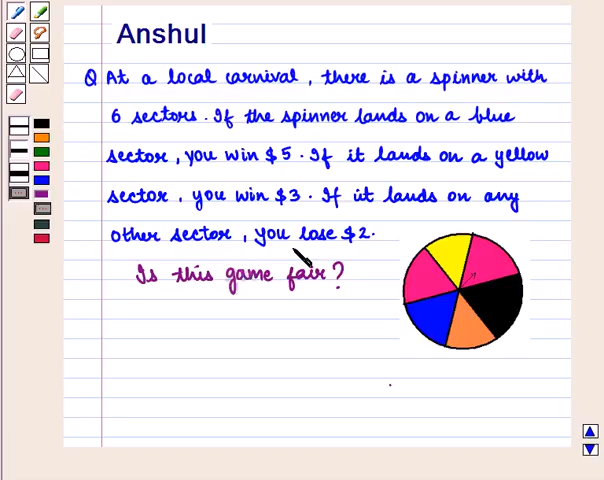 Anshul
Q At a local carnival, there is a spinner with
6 sectors. If the spinner lands on a blue
sector, you win $5. If it lands on a yellow
sector, you win $3. If it lands on any
other sector, you lose $2.
Is this game fair?